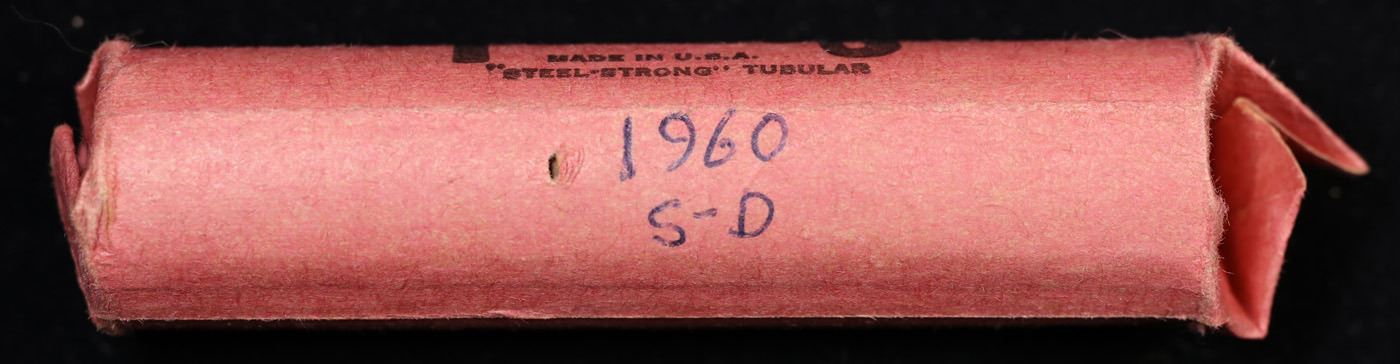 MADE IN U.S.A.
"STEEL-STRONG" TUBULAR
1960
S-D